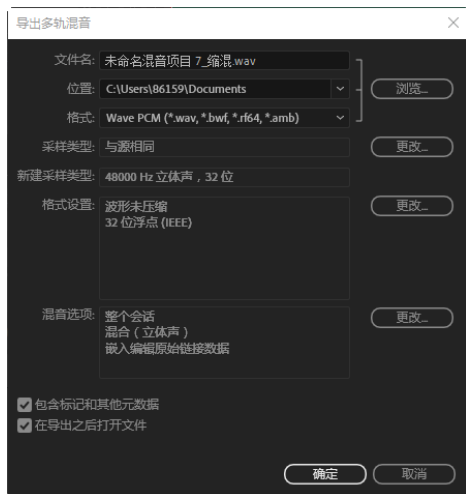 导出多轨混音
文件名: 未命名混音项目 7_缩混.wav
位置: C:\Users\86159\Documents
浏览...
格式: Wave PCM (*.wav, *.bwf, *.rf64, *.amb)
采样类型: 与源相同
更改...
新建采样类型: 48000 Hz 立体声，32 位
格式设置: 波形未压缩
更改...
32 位浮点 (IEEE)
混音选项: 整个会话
更改...
混合（立体声）
嵌入编辑原始链接数据
包含标记和其他元数据
在导出之后打开文件
确定
取消